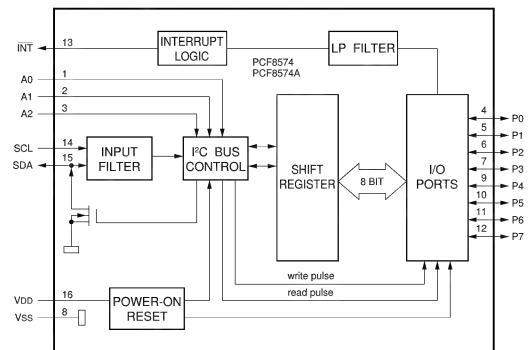 INT
13
INTERRUPT
LOGIC
LP FILTER
PCF8574
PCF8574A
A0
1
A1
2
A2
3
SCL
14
SDA
15
INPUT
FILTER
I²C BUS
CONTROL
SHIFT
REGISTER
8 BIT
I/O
PORTS
4
P0
5
P1
6
P2
7
P3
9
P4
10
P5
11
P6
12
P7
write pulse
read pulse
VDD
16
POWER-ON
RESET
VSS
8